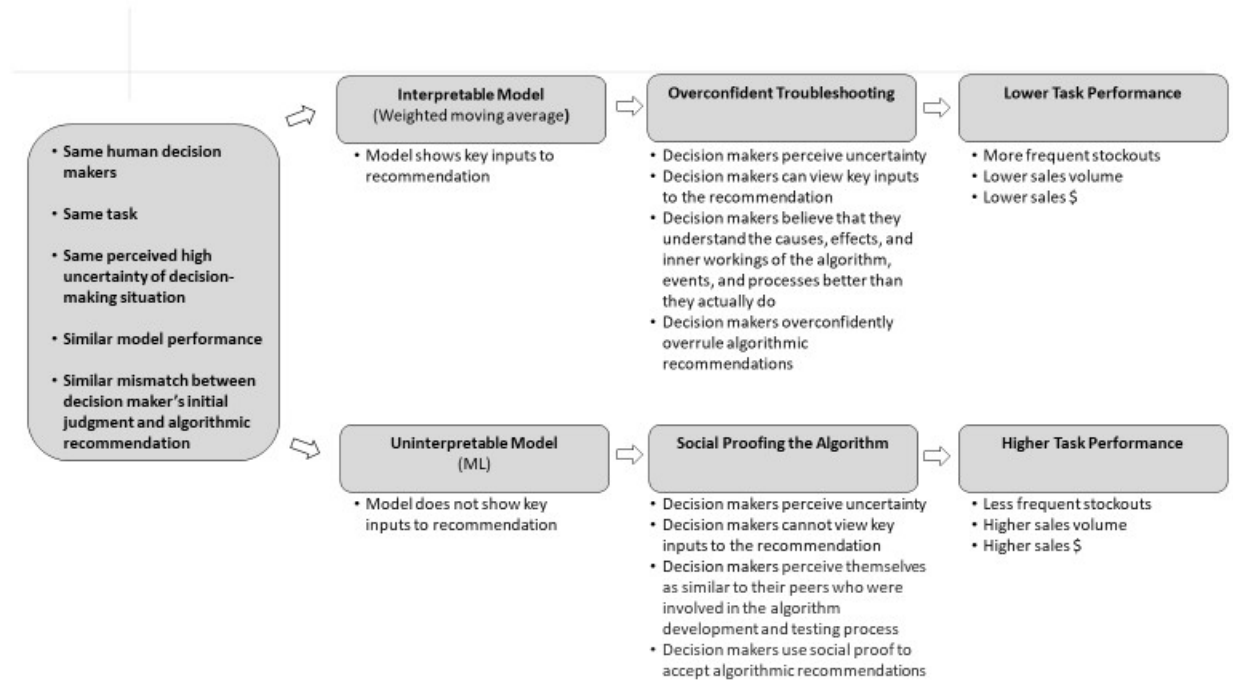 • Same human decision
makers
• Same task
• Same perceived high
uncertainty of decision-
making situation
• Similar model performance
• Similar mismatch between
decision maker's initial
judgment and algorithmic
recommendation
Interpretable Model
(Weighted moving average)
• Model shows key inputs to
recommendation
Overconfident Troubleshooting
• Decision makers perceive uncertainty
• Decision makers can view key inputs
to the recommendation
• Decision makers believe that they
understand the causes, effects, and
inner workings of the algorithm,
events, and processes better than
they actually do
• Decision makers overconfidently
overrule algorithmic
recommendations
Lower Task Performance
• More frequent stockouts
• Lower sales volume
• Lower sales $
Uninterpretable Model
(ML)
• Model does not show key
inputs to recommendation
Social Proofing the Algorithm
• Decision makers perceive uncertainty
• Decision makers cannot view key
inputs to the recommendation
• Decision makers perceive themselves
as similar to their peers who were
involved in the algorithm
development and testing process
• Decision makers use social proof to
accept algorithmic recommendations
Higher Task Performance
• Less frequent stockouts
• Higher sales volume
• Higher sales $